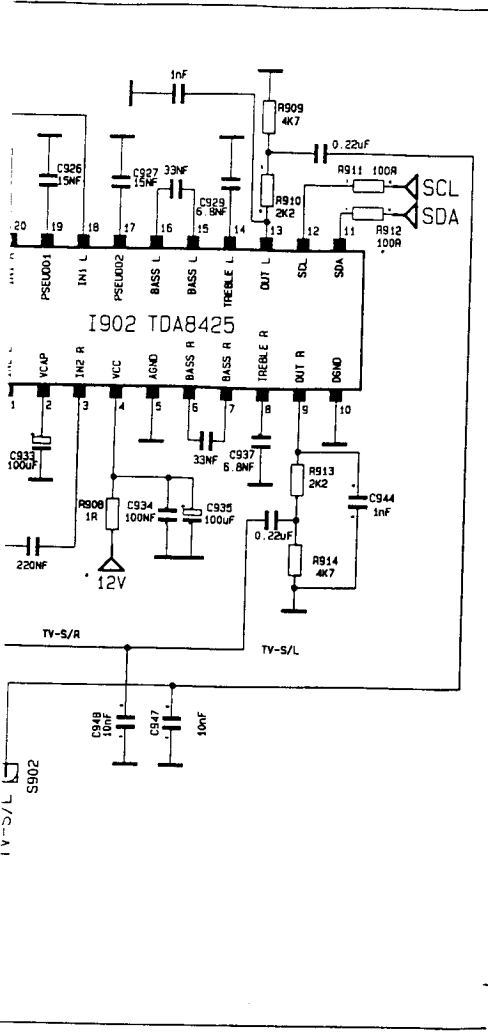 1nF
R909
4K7
0.22uF
C926
15NF
C927
15NF
33NF
C929
6.8NF
R910
2K2
R911 100R
SCL
SDA
R912
100R
20 19 18 17 16 15 14 13 12 11
PSEUDO1
IN1 L
PSEUDO2
BASS L
BASS L
TREBLE L
OUT L
SCL
SDA
I902 TDA8425
VCAP
IN2 R
VCC
AGND
BASS R
BASS R
TREBLE R
OUT R
DGND
1 2 3 4 5 6 7 8 9 10
C933
100uF
33NF
C937
6.8NF
R913
2K2
C944
1nF
R908
1R
C934
100NF
C935
100uF
0.22uF
R914
4K7
220NF
12V
TV-S/R
TV-S/L
C948
10nF
C947
10nF
S902
TV-S/L